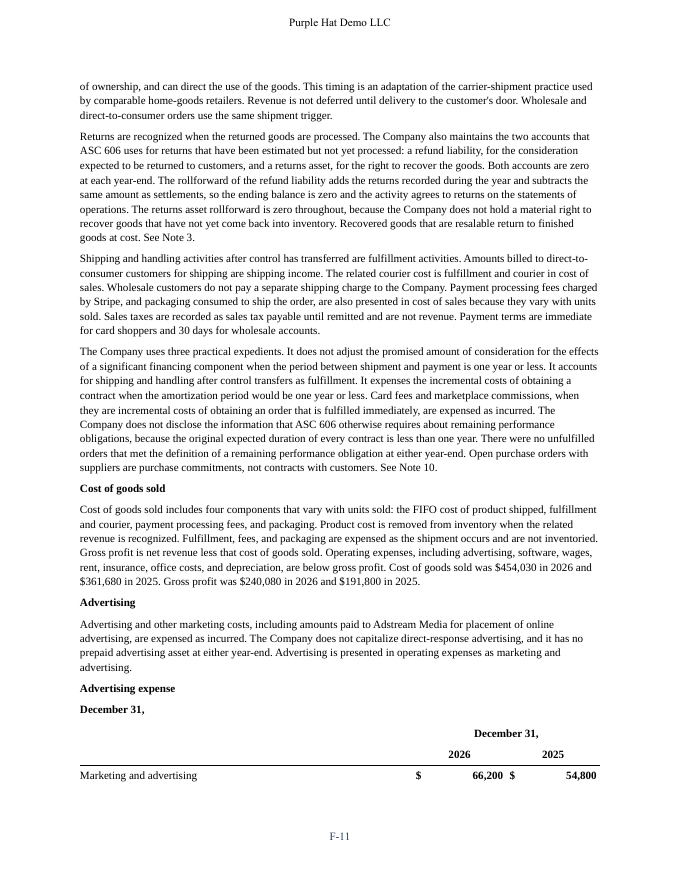 Purple Hat Demo LLC
of ownership, and can direct the use of the goods. This timing is an adaptation of the carrier-shipment practice used
by comparable home-goods retailers. Revenue is not deferred until delivery to the customer's door. Wholesale and
direct-to-consumer orders use the same shipment trigger.
Returns are recognized when the returned goods are processed. The Company also maintains the two accounts that
ASC 606 uses for returns that have been estimated but not yet processed: a refund liability, for the consideration
expected to be returned to customers, and a returns asset, for the right to recover the goods. Both accounts are zero
at each year-end. The rollforward of the refund liability adds the returns recorded during the year and subtracts the
same amount as settlements, so the ending balance is zero and the activity agrees to returns on the statements of
operations. The returns asset rollforward is zero throughout, because the Company does not hold a material right to
recover goods that have not yet come back into inventory. Recovered goods that are resalable return to finished
goods at cost. See Note 3.
Shipping and handling activities after control has transferred are fulfillment activities. Amounts billed to direct-to-
consumer customers for shipping are shipping income. The related courier cost is fulfillment and courier in cost of
sales. Wholesale customers do not pay a separate shipping charge to the Company. Payment processing fees charged
by Stripe, and packaging consumed to ship the order, are also presented in cost of sales because they vary with units
sold. Sales taxes are recorded as sales tax payable until remitted and are not revenue. Payment terms are immediate
for card shoppers and 30 days for wholesale accounts.
The Company uses three practical expedients. It does not adjust the promised amount of consideration for the effects
of a significant financing component when the period between shipment and payment is one year or less. It accounts
for shipping and handling after control transfers as fulfillment. It expenses the incremental costs of obtaining a
contract when the amortization period would be one year or less. Card fees and marketplace commissions, when
they are incremental costs of obtaining an order that is fulfilled immediately, are expensed as incurred. The
Company does not disclose the information that ASC 606 otherwise requires about remaining performance
obligations, because the original expected duration of every contract is less than one year. There were no unfulfilled
orders that met the definition of a remaining performance obligation at either year-end. Open purchase orders with
suppliers are purchase commitments, not contracts with customers. See Note 10.
Cost of goods sold
Cost of goods sold includes four components that vary with units sold: the FIFO cost of product shipped, fulfillment
and courier, payment processing fees, and packaging. Product cost is removed from inventory when the related
revenue is recognized. Fulfillment, fees, and packaging are expensed as the shipment occurs and are not inventoried.
Gross profit is net revenue less that cost of goods sold. Operating expenses, including advertising, software, wages,
rent, insurance, office costs, and depreciation, are below gross profit. Cost of goods sold was $454,030 in 2026 and
$361,680 in 2025. Gross profit was $240,080 in 2026 and $191,800 in 2025.
Advertising
Advertising and other marketing costs, including amounts paid to Adstream Media for placement of online
advertising, are expensed as incurred. The Company does not capitalize direct-response advertising, and it has no
prepaid advertising asset at either year-end. Advertising is presented in operating expenses as marketing and
advertising.
Advertising expense
December 31,
December 31,
2026 2025
Marketing and advertising $ 66,200 $ 54,800
F-11